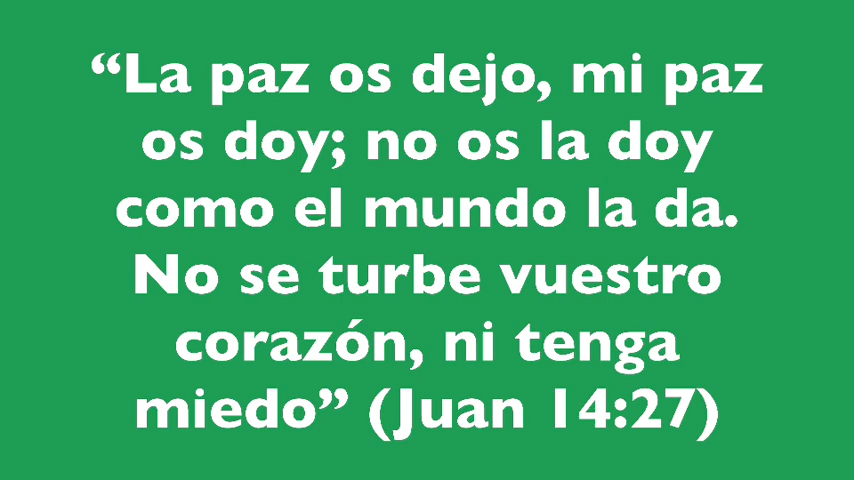 “La paz os dejo, mi paz
os doy; no os la doy
como el mundo la da.
No se turbe vuestro
corazón, ni tenga
miedo” (Juan 14:27)